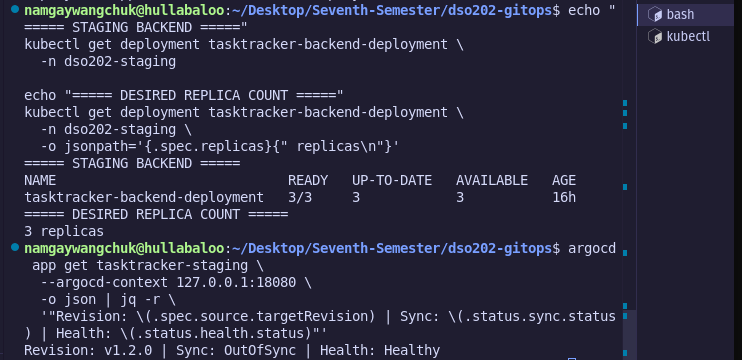 namgaywangchuk@hullabaloo:~/Desktop/Seventh-Semester/dso202-gitops$ echo "
===== STAGING BACKEND ====="
kubectl get deployment tasktracker-backend-deployment \
  -n dso202-staging

echo "===== DESIRED REPLICA COUNT ====="
kubectl get deployment tasktracker-backend-deployment \
  -n dso202-staging \
  -o jsonpath='{.spec.replicas}{" replicas\n"}'
===== STAGING BACKEND =====
NAME                             READY   UP-TO-DATE   AVAILABLE   AGE
tasktracker-backend-deployment   3/3     3            3           16h
===== DESIRED REPLICA COUNT =====
3 replicas
namgaywangchuk@hullabaloo:~/Desktop/Seventh-Semester/dso202-gitops$ argocd
 app get tasktracker-staging \
  --argocd-context 127.0.0.1:18080 \
  -o json | jq -r \
  '"Revision: \(.spec.source.targetRevision) | Sync: \(.status.sync.status
) | Health: \(.status.health.status)"'
Revision: v1.2.0 | Sync: OutOfSync | Health: Healthy
bash
kubectl